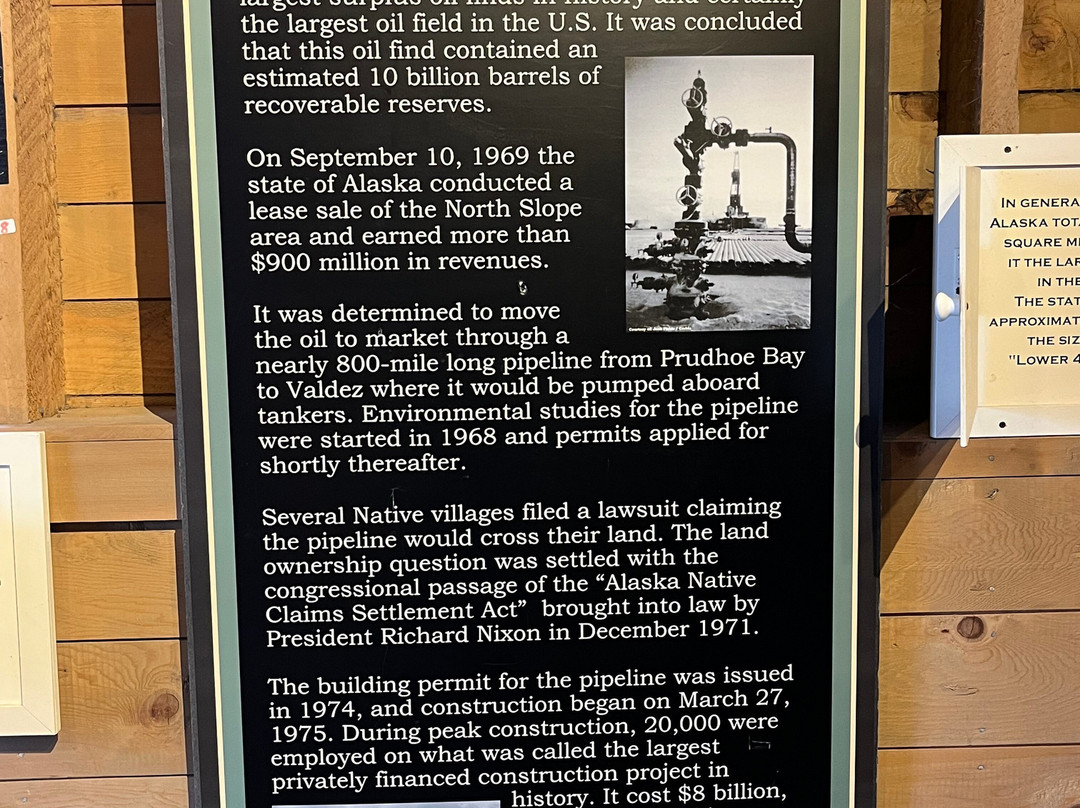 largest surplus oil finds in history and certainly
the largest oil field in the U.S. It was concluded
that this oil find contained an
estimated 10 billion barrels of
recoverable reserves.
On September 10, 1969 the
state of Alaska conducted a
lease sale of the North Slope
area and earned more than
$900 million in revenues.
It was determined to move
the oil to market through a
nearly 800-mile long pipeline from Prudhoe Bay
to Valdez where it would be pumped aboard
tankers. Environmental studies for the pipeline
were started in 1968 and permits applied for
shortly thereafter.
Several Native villages filed a lawsuit claiming
the pipeline would cross their land. The land
ownership question was settled with the
congressional passage of the “Alaska Native
Claims Settlement Act”  brought into law by
President Richard Nixon in December 1971.
The building permit for the pipeline was issued
in 1974, and construction began on March 27,
1975. During peak construction, 20,000 were
employed on what was called the largest
privately financed construction project in
history. It cost $8 billion,
IN GENERA
ALASKA TOTA
SQUARE MI
IT THE LAR
IN THE
THE STAT
APPROXIMAT
THE SIZ
"LOWER 4
8